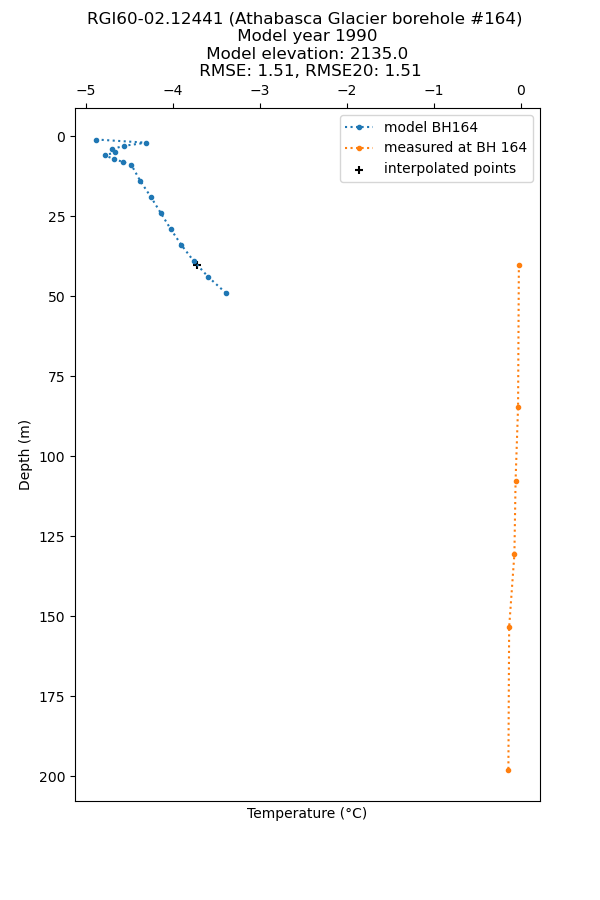 RGI60-02.12441 (Athabasca Glacier borehole #164)
Model year 1990
Model elevation: 2135.0
RMSE: 1.51, RMSE20: 1.51
−5 −4 −3 −2 −1 0
model BH164
measured at BH 164
interpolated points
0
25
50
75
100
125
150
175
200
Depth (m)
Temperature (°C)